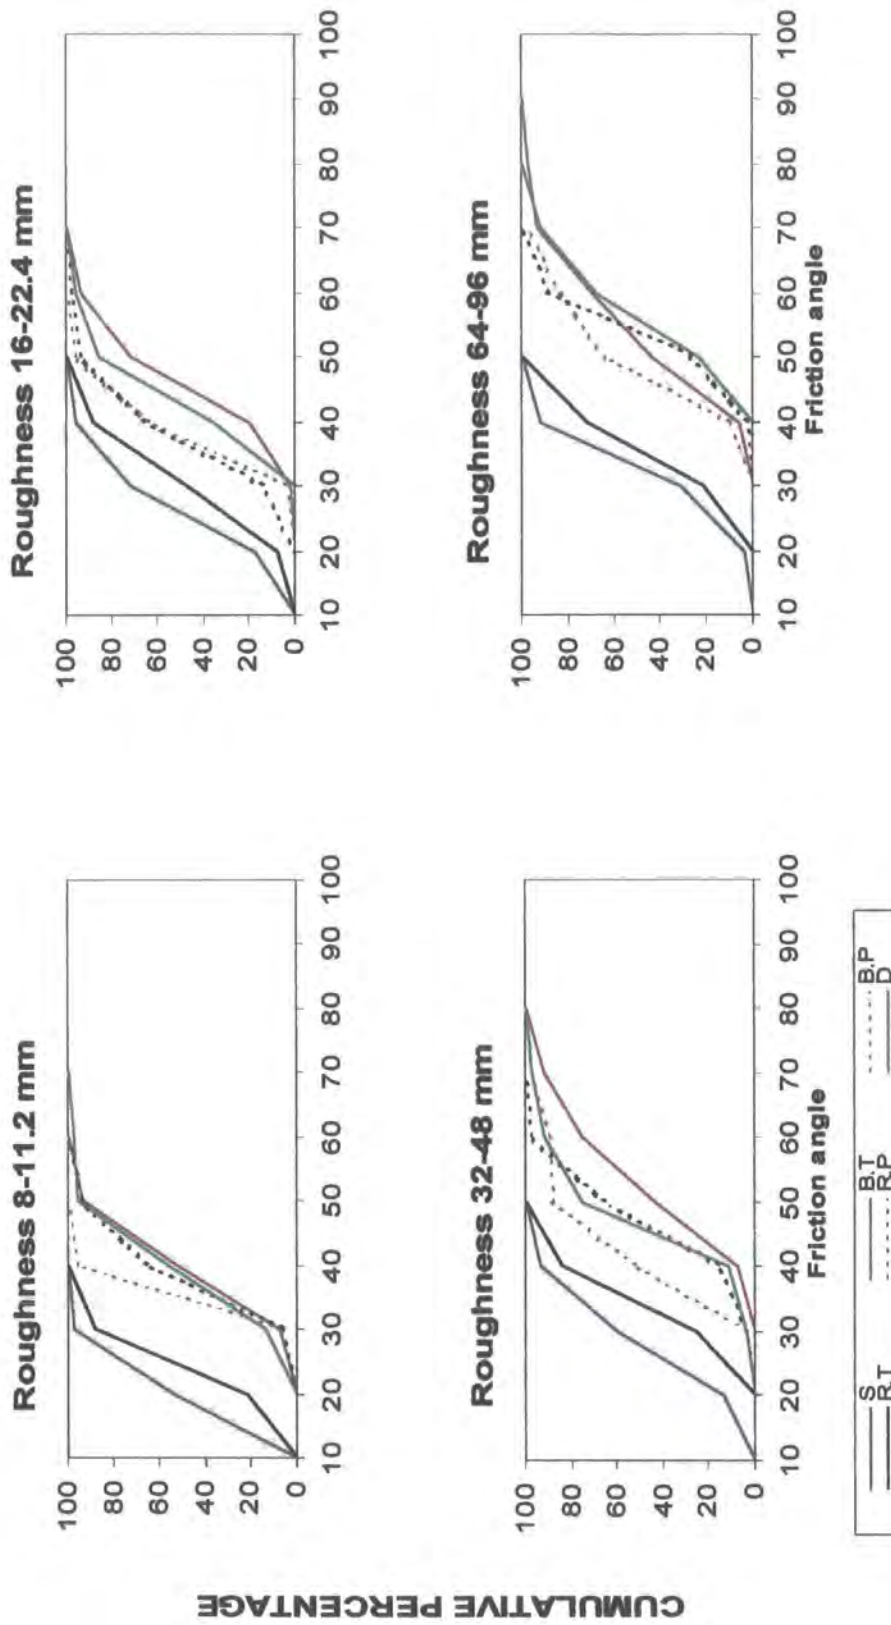 CUMULATIVE PERCENTAGE
Roughness 8-11.2 mm
100
80
60
40
20
0
10 20 30 40 50 60 70 80 90 100
Roughness 16-22.4 mm
100
80
60
40
20
0
10 20 30 40 50 60 70 80 90 100
Roughness 32-48 mm
100
80
60
40
20
0
10 20 30 40 50 60 70 80 90 100
Friction angle
Roughness 64-96 mm
100
80
60
40
20
0
10 20 30 40 50 60 70 80 90 100
Friction angle
S B.T B.P
R.T R.P D